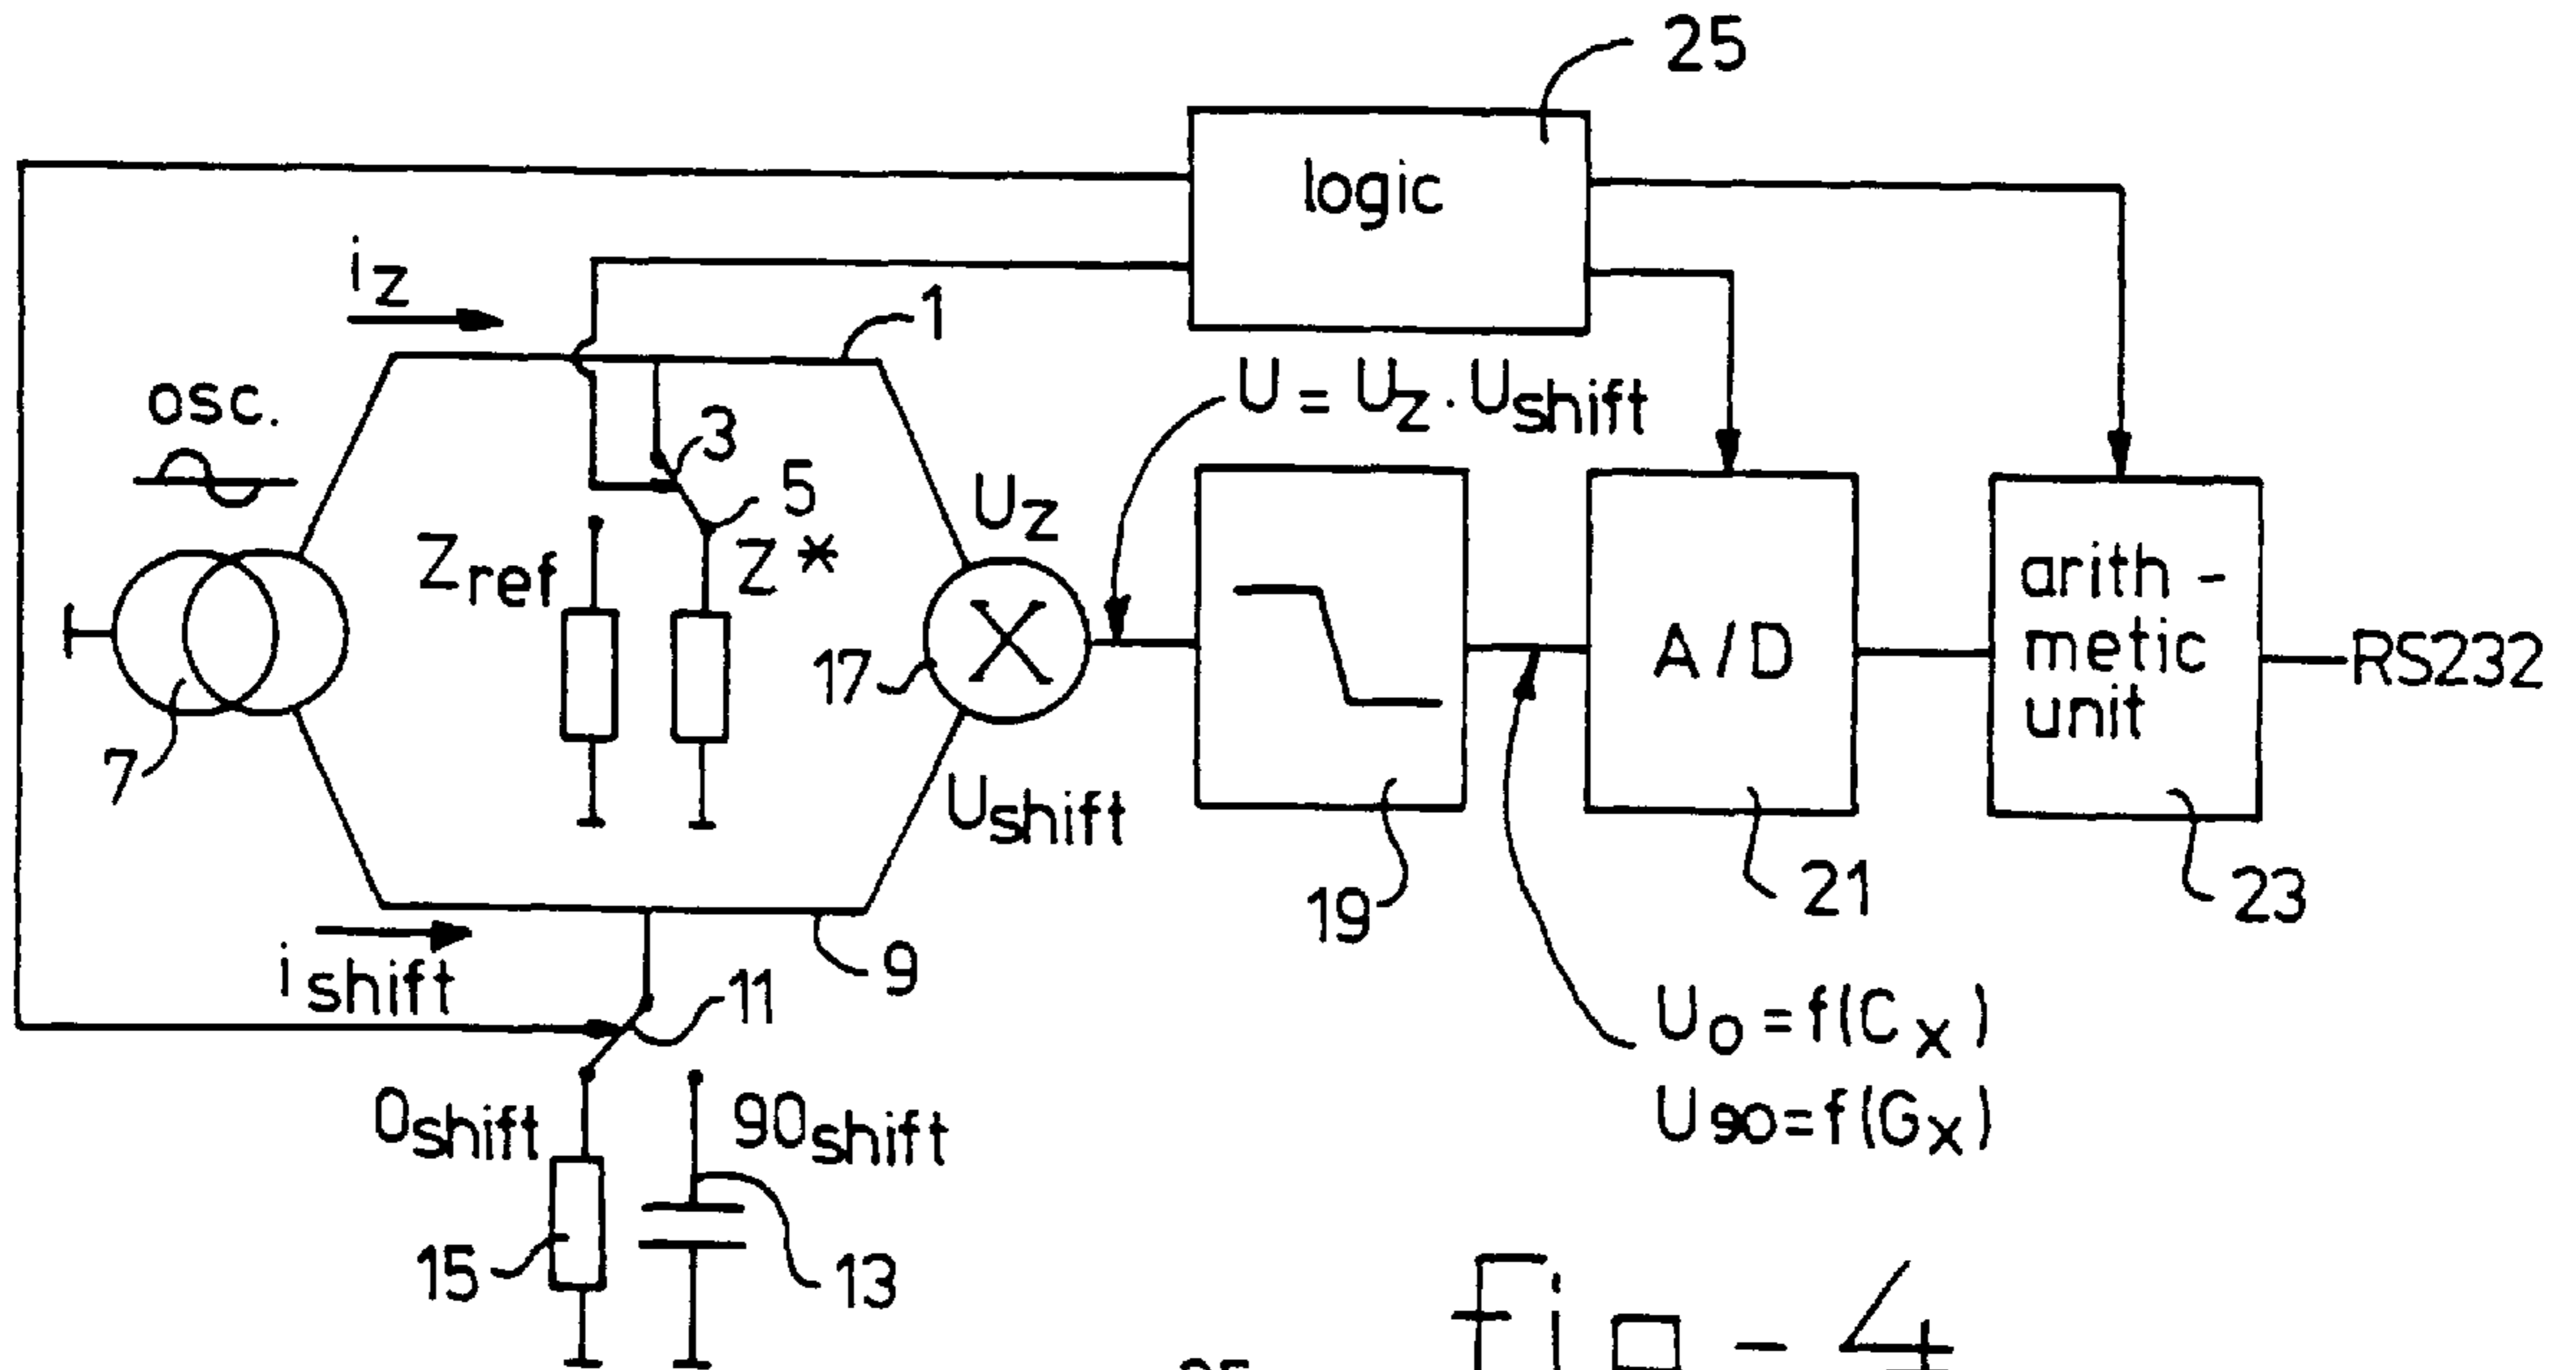 25
logic
iz
1
osc.
U = Uz · Ushift
3
5
Uz
Zref
Z*
arith -
metic
unit
A/D
17
RS232
7
Ushift
19
21
23
9
ishift
11
U0 = f(Cx)
U90 = f(Gx)
0shift
90shift
15
13
fig - 4